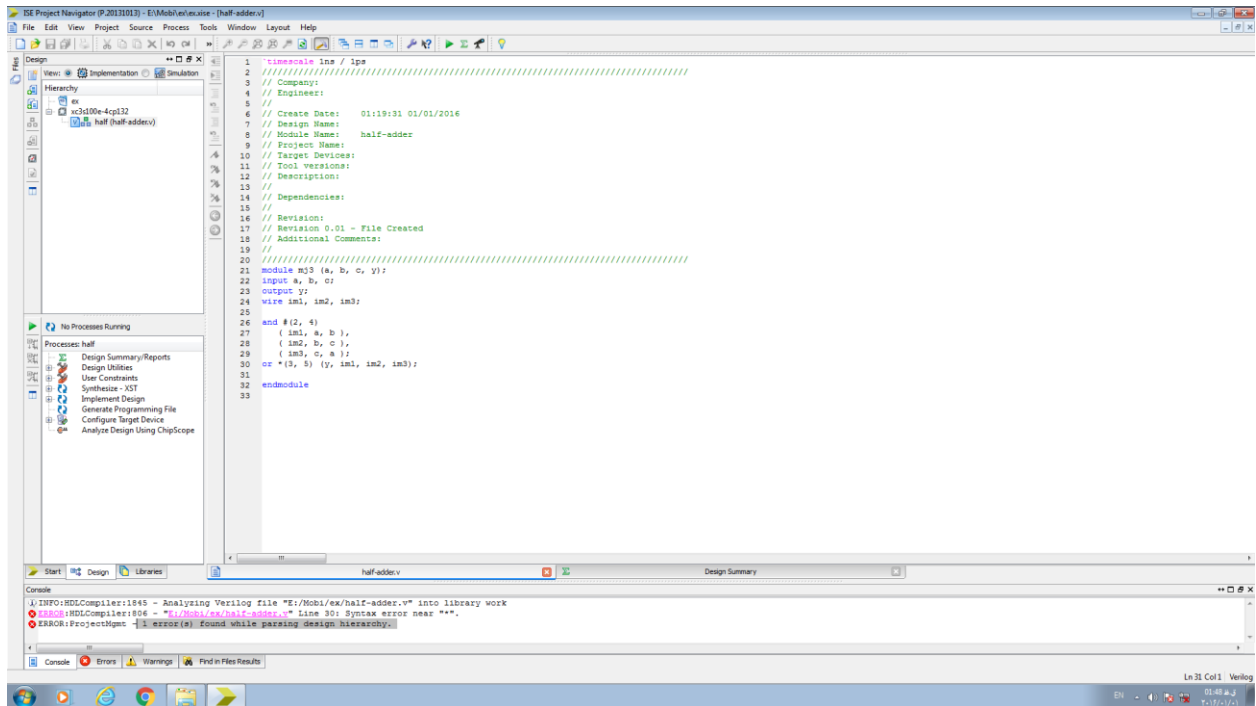 ISE Project Navigator (P.20131013) - E:\Mobi\ex\ex.xise - [half-adder.v]
File Edit View Project Source Process Tools Window Layout Help
Files
Design
View: Implementation Simulation
Hierarchy
ex
xc3s100e-4cp132
half (half-adder.v)
No Processes Running
Processes: half
Design Summary/Reports
Design Utilities
User Constraints
Synthesize - XST
Implement Design
Generate Programming File
Configure Target Device
Analyze Design Using ChipScope
Start Design Libraries
1 `timescale 1ns / 1ps
2 //////////////////////////////////////////////////////////////////////////////////
3 // Company:
4 // Engineer:
5 //
6 // Create Date:    01:19:31 01/01/2016
7 // Design Name:
8 // Module Name:    half-adder
9 // Project Name:
10 // Target Devices:
11 // Tool versions:
12 // Description:
13 //
14 // Dependencies:
15 //
16 // Revision:
17 // Revision 0.01 - File Created
18 // Additional Comments:
19 //
20 //////////////////////////////////////////////////////////////////////////////////
21 module mj3 (a, b, c, y);
22 input a, b, c;
23 output y;
24 wire im1, im2, im3;
25
26 and #(2, 4)
27    ( im1, a, b ),
28    ( im2, b, c ),
29    ( im3, c, a );
30 or *(3, 5) (y, im1, im2, im3);
31
32 endmodule
33
half-adder.v
Design Summary
Console
INFO:HDLCompiler:1845 - Analyzing Verilog file "E:/Mobi/ex/half-adder.v" into library work
ERROR:HDLCompiler:806 - "E:/Mobi/ex/half-adder.v" Line 30: Syntax error near "*".
ERROR:ProjectMgmt - 1 error(s) found while parsing design hierarchy.
Console Errors Warnings Find in Files Results
Ln 31 Col 1 Verilog
EN
01:48 ق.ظ
٢٠١۶/٠١/٠١